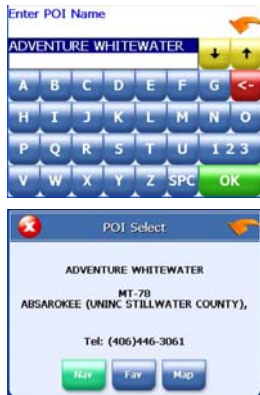 Enter POI Name
ADVENTURE WHITEWATER
A B C D E F G <-
H I J K L M N O
P Q R S T U 1 2 3
V W X Y Z SPC OK
POI Select
ADVENTURE WHITEWATER
MT-78
ABSAROKEE (UNINC STILLWATER COUNTY),
Tel: (406)446-3061
Nav Fav Map